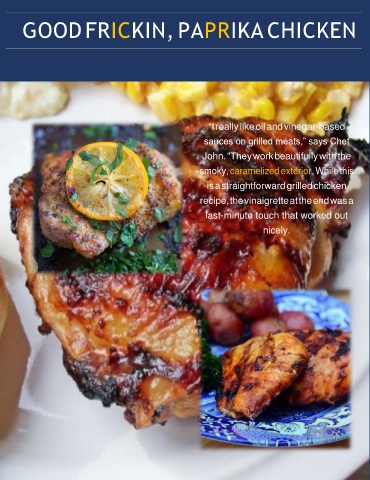 GOOD FRICKIN, PAPRIKA CHICKEN
"I really like oil and vinegar-based
sauces on grilled meats," says Chef
John. "They work beautifully with the
smoky, caramelized exterior. While this
is a straightforward grilled chicken
recipe, the vinaigrette at the end was a
last-minute touch that worked out
nicely.